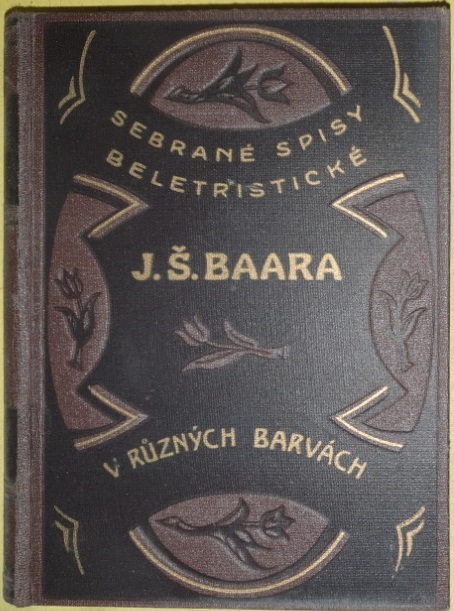 SEBRANÉ SPISY
BELETRISTICKÉ
J.Š.BAARA
V RŮZNÝCH BARVÁCH